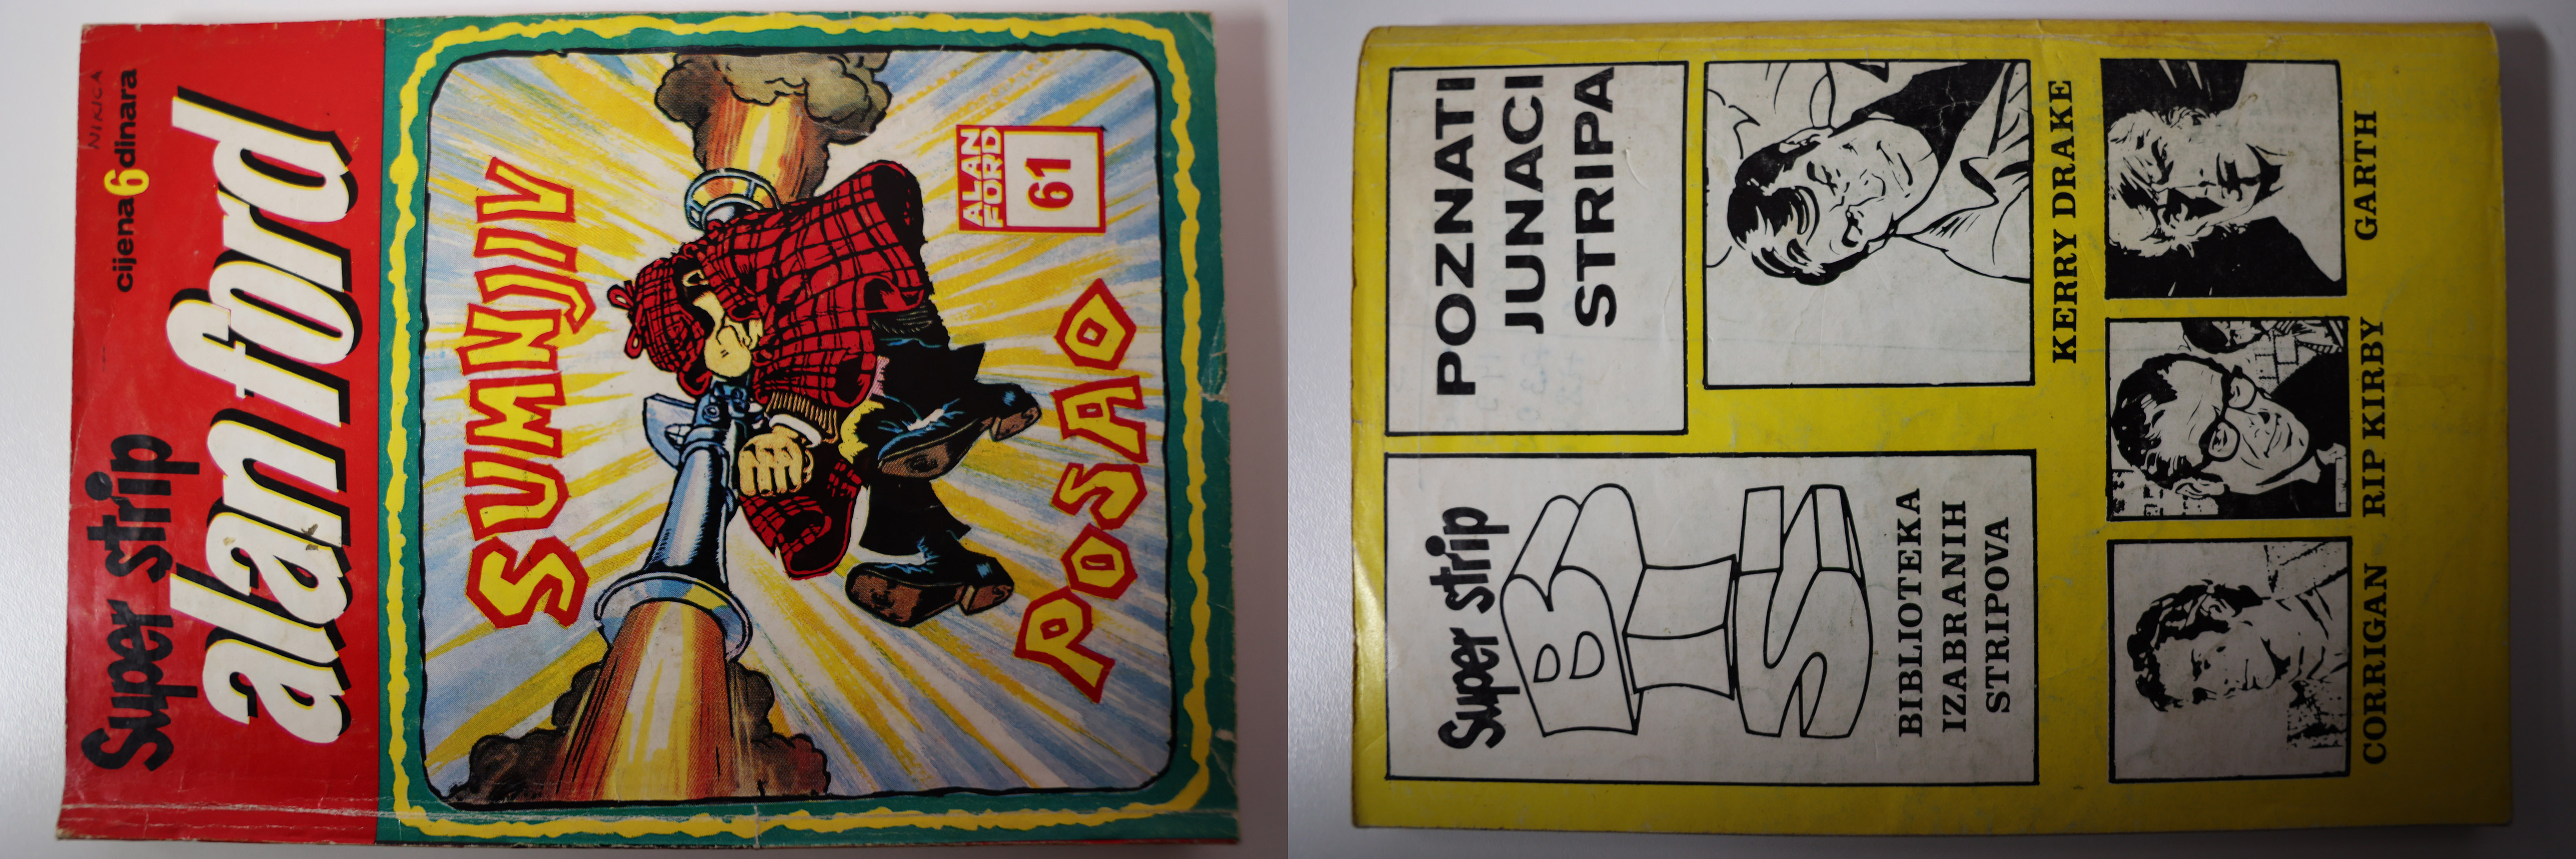 NIKICA
cijena 6 dinara
Super strip
alan ford
SUMNJIV
POSAO
ALAN
FORD
61
Super strip
BIS
BIBLIOTEKA
IZABRANIH
STRIPOVA
POZNATI
JUNACI
STRIPA
KERRY DRAKE
CORRIGAN
RIP KIRBY
GARTH